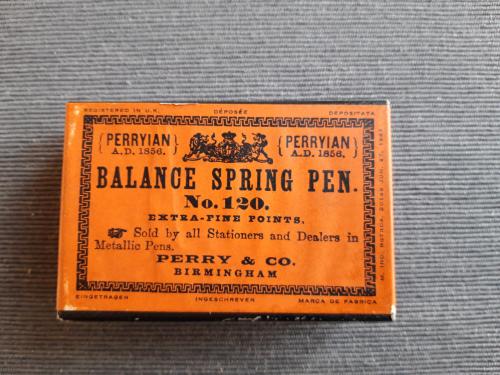 REGISTERED IN U.K. DÉPOSÉE DEPOSITATA
{PERRYIAN} {PERRYIAN}
{A.D. 1856.} {A.D. 1856.}
BALANCE SPRING PEN.
No. 120.
EXTRA-FINE POINTS.
Sold by all Stationers and Dealers in
Metallic Pens.
PERRY & CO.
BIRMINGHAM
EINGETRAGEN INGESCHREVEN MARCA DE FABRICA